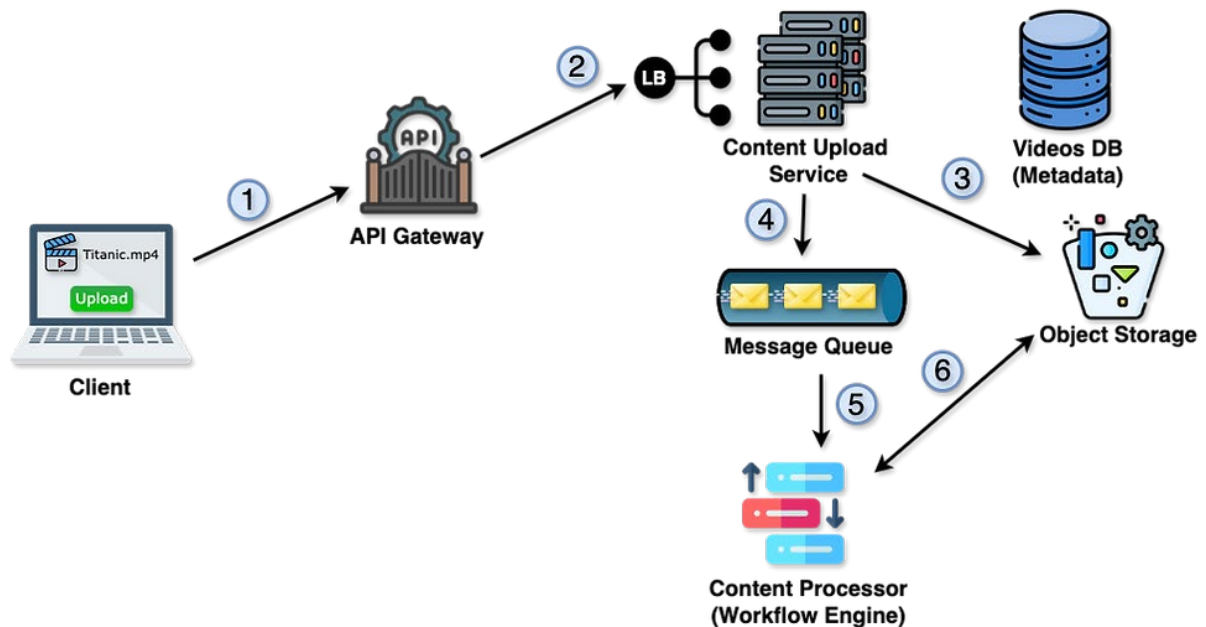 Titanic.mp4
Upload
Client
1
API
API Gateway
2
LB
Content Upload
Service
Videos DB
(Metadata)
3
4
Object Storage
Message Queue
5
6
Content Processor
(Workflow Engine)